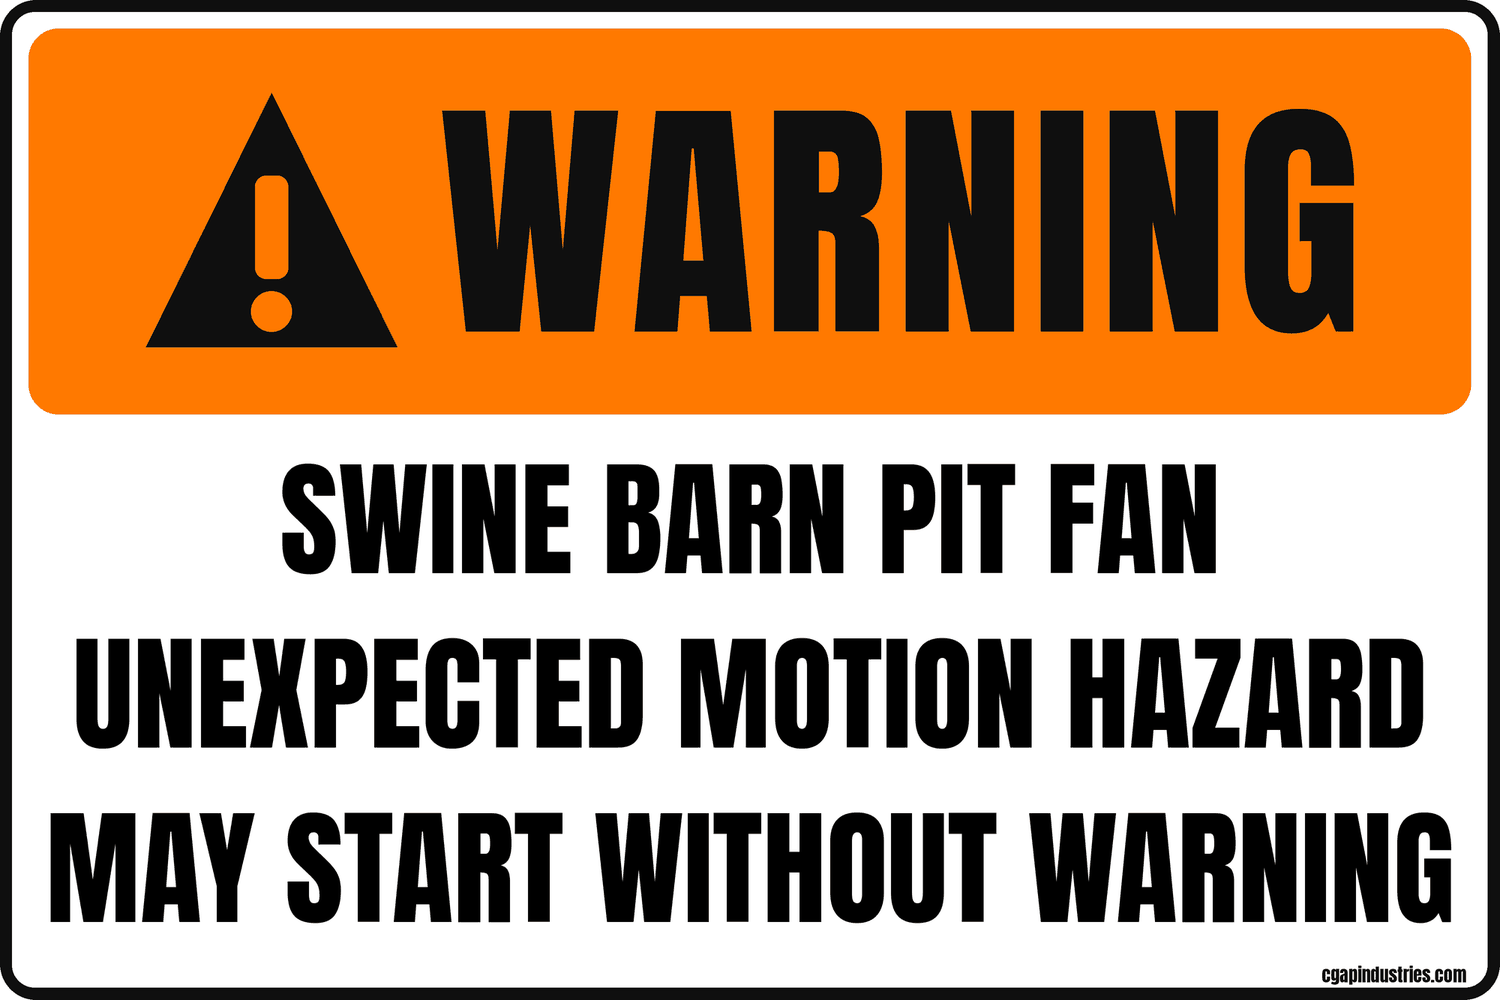 WARNING
SWINE BARN PIT FAN
UNEXPECTED MOTION HAZARD
MAY START WITHOUT WARNING
cgapindustries.com